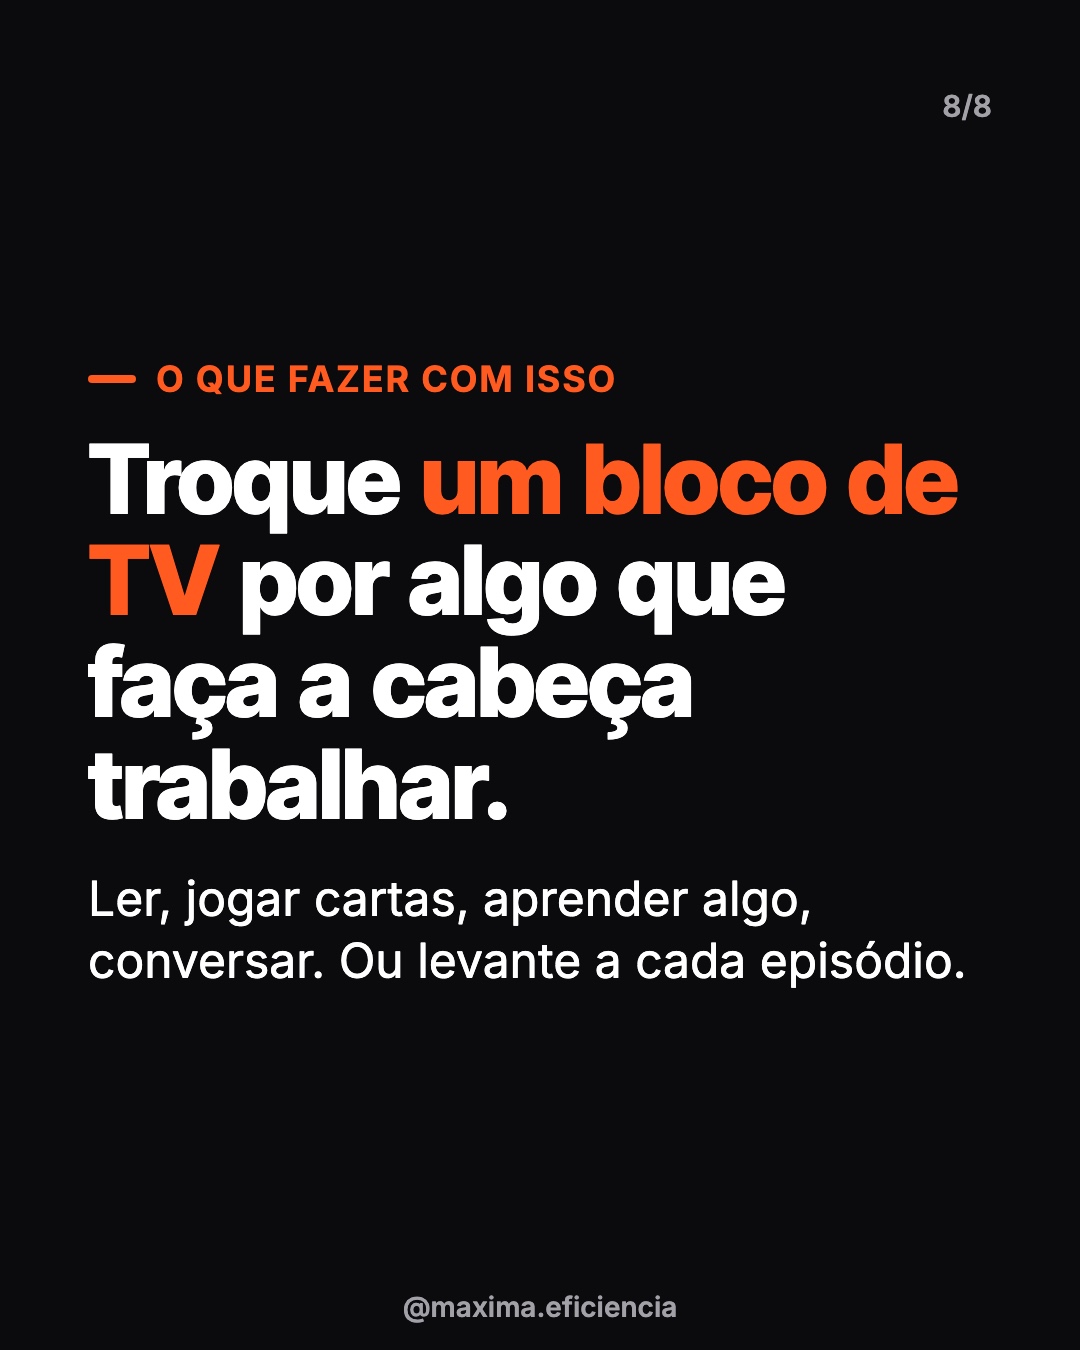 8/8
O QUE FAZER COM ISSO
Troque um bloco de
TV por algo que
faça a cabeça
trabalhar.
Ler, jogar cartas, aprender algo,
conversar. Ou levante a cada episódio.
@maxima.eficiencia